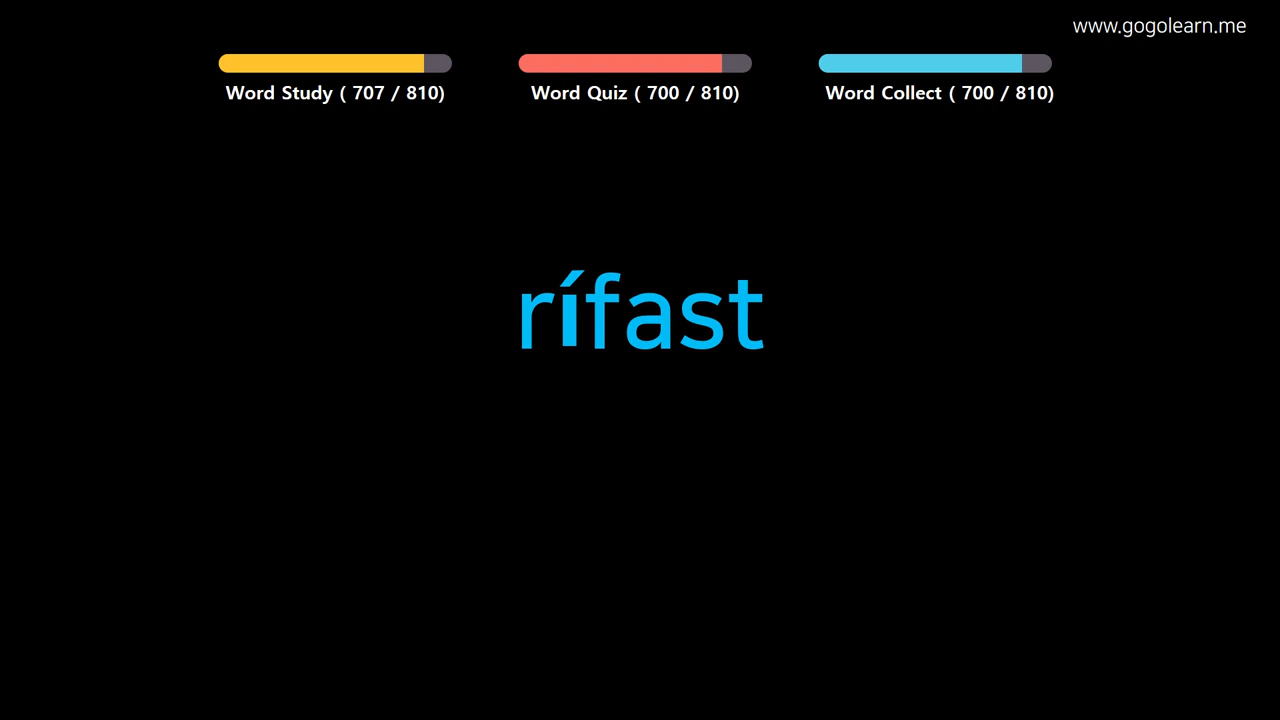 www.gogolearn.me
Word Study ( 707 / 810)
Word Quiz ( 700 / 810)
Word Collect ( 700 / 810)
rífast